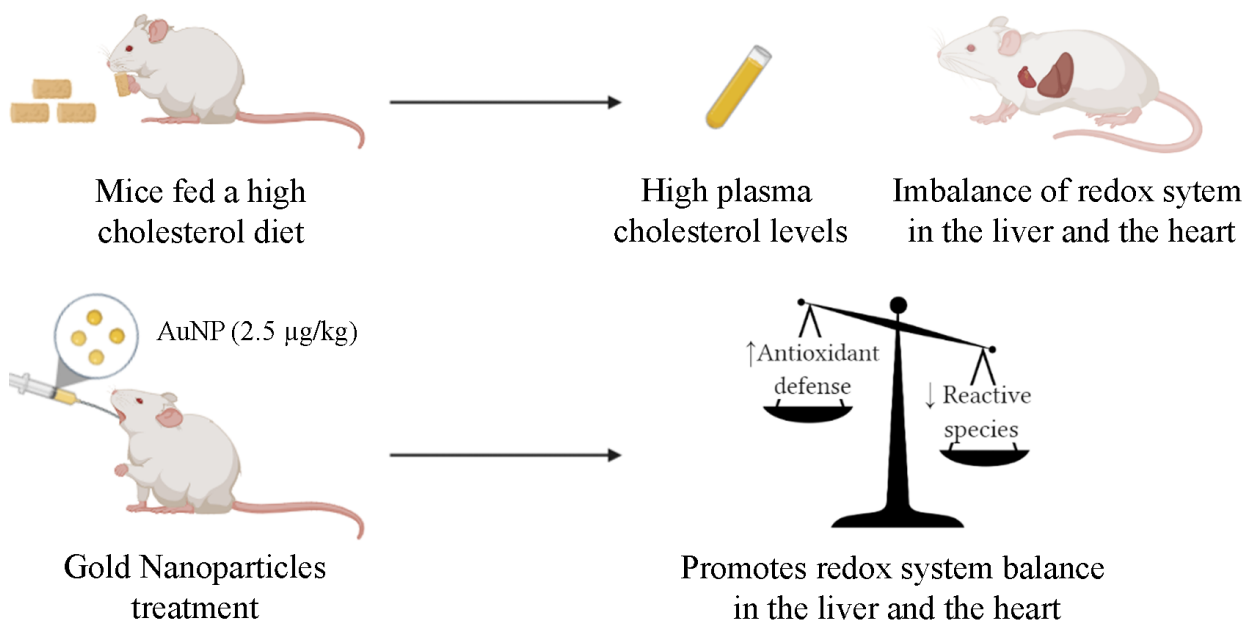 Mice fed a high
cholesterol diet
High plasma
cholesterol levels
Imbalance of redox sytem
in the liver and the heart
AuNP (2.5 µg/kg)
↑Antioxidant
defense
↓ Reactive
species
Gold Nanoparticles
treatment
Promotes redox system balance
in the liver and the heart